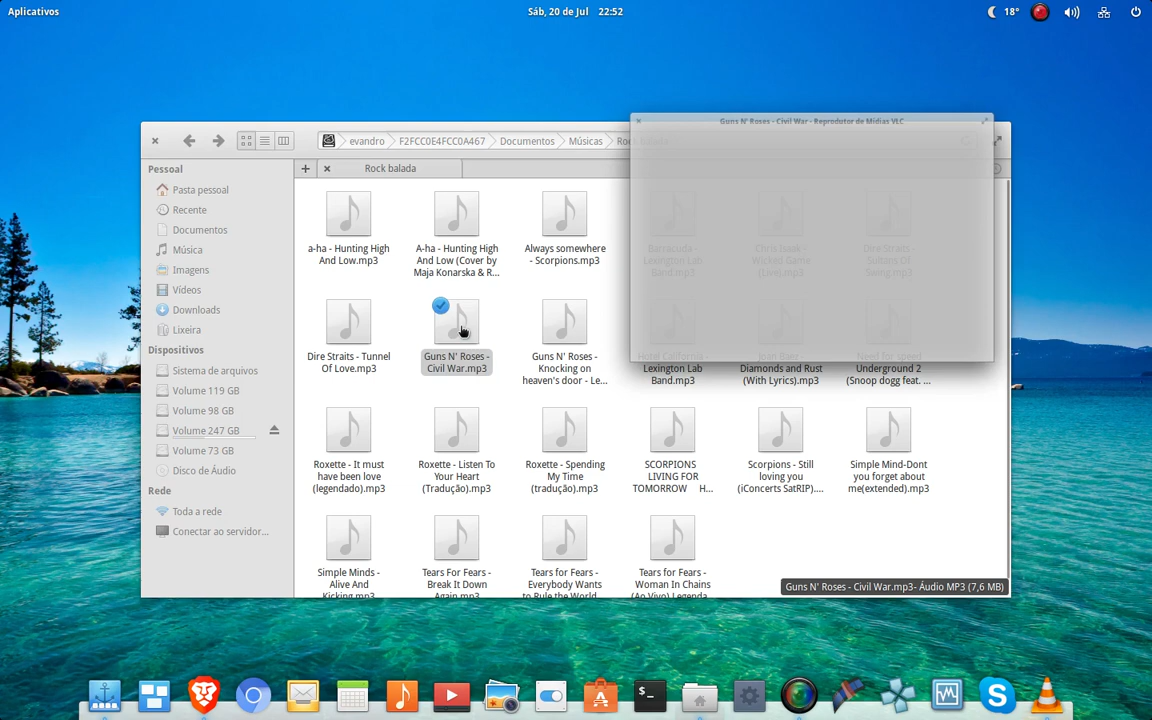 Aplicativos
Sáb, 20 de Jul 22:52
18°
Guns N' Roses - Civil War - Reprodutor de Mídias VLC
evandro
F2FCC0E4FCC0A467
Documentos
Músicas
Rock balada
Rock balada
Pessoal
Pasta pessoal
Recente
Documentos
Música
Imagens
Vídeos
Downloads
Lixeira
Dispositivos
Sistema de arquivos
Volume 119 GB
Volume 98 GB
Volume 247 GB
Volume 73 GB
Disco de Áudio
Rede
Toda a rede
Conectar ao servidor...
a-ha - Hunting High
And Low.mp3
A-ha - Hunting High
And Low (Cover by
Maja Konarska & R...
Always somewhere
- Scorpions.mp3
Barracuda -
Lexington Lab
Band.mp3
Chris Isaak -
Wicked Game
(Live).mp3
Dire Straits -
Sultans Of
Swing.mp3
Dire Straits - Tunnel
Of Love.mp3
Guns N' Roses -
Civil War.mp3
Guns N' Roses -
Knocking on
heaven's door - Le...
Hotel California -
Lexington Lab
Band.mp3
Joan Baez -
Diamonds and Rust
(With Lyrics).mp3
Need for speed
Underground 2
(Snoop dogg feat. ...
Roxette - It must
have been love
(legendado).mp3
Roxette - Listen To
Your Heart
(Tradução).mp3
Roxette - Spending
My Time
(tradução).mp3
SCORPIONS
LIVING FOR
TOMORROW H...
Scorpions - Still
loving you
(iConcerts SatRIP)....
Simple Mind-Dont
you forget about
me(extended).mp3
Simple Minds -
Alive And
Kicking.mp3
Tears For Fears -
Break It Down
Again.mp3
Tears for Fears -
Everybody Wants
to Rule the World
Tears for Fears -
Woman In Chains
(Ao Vivo) Legenda
Guns N' Roses - Civil War.mp3- Áudio MP3 (7,6 MB)